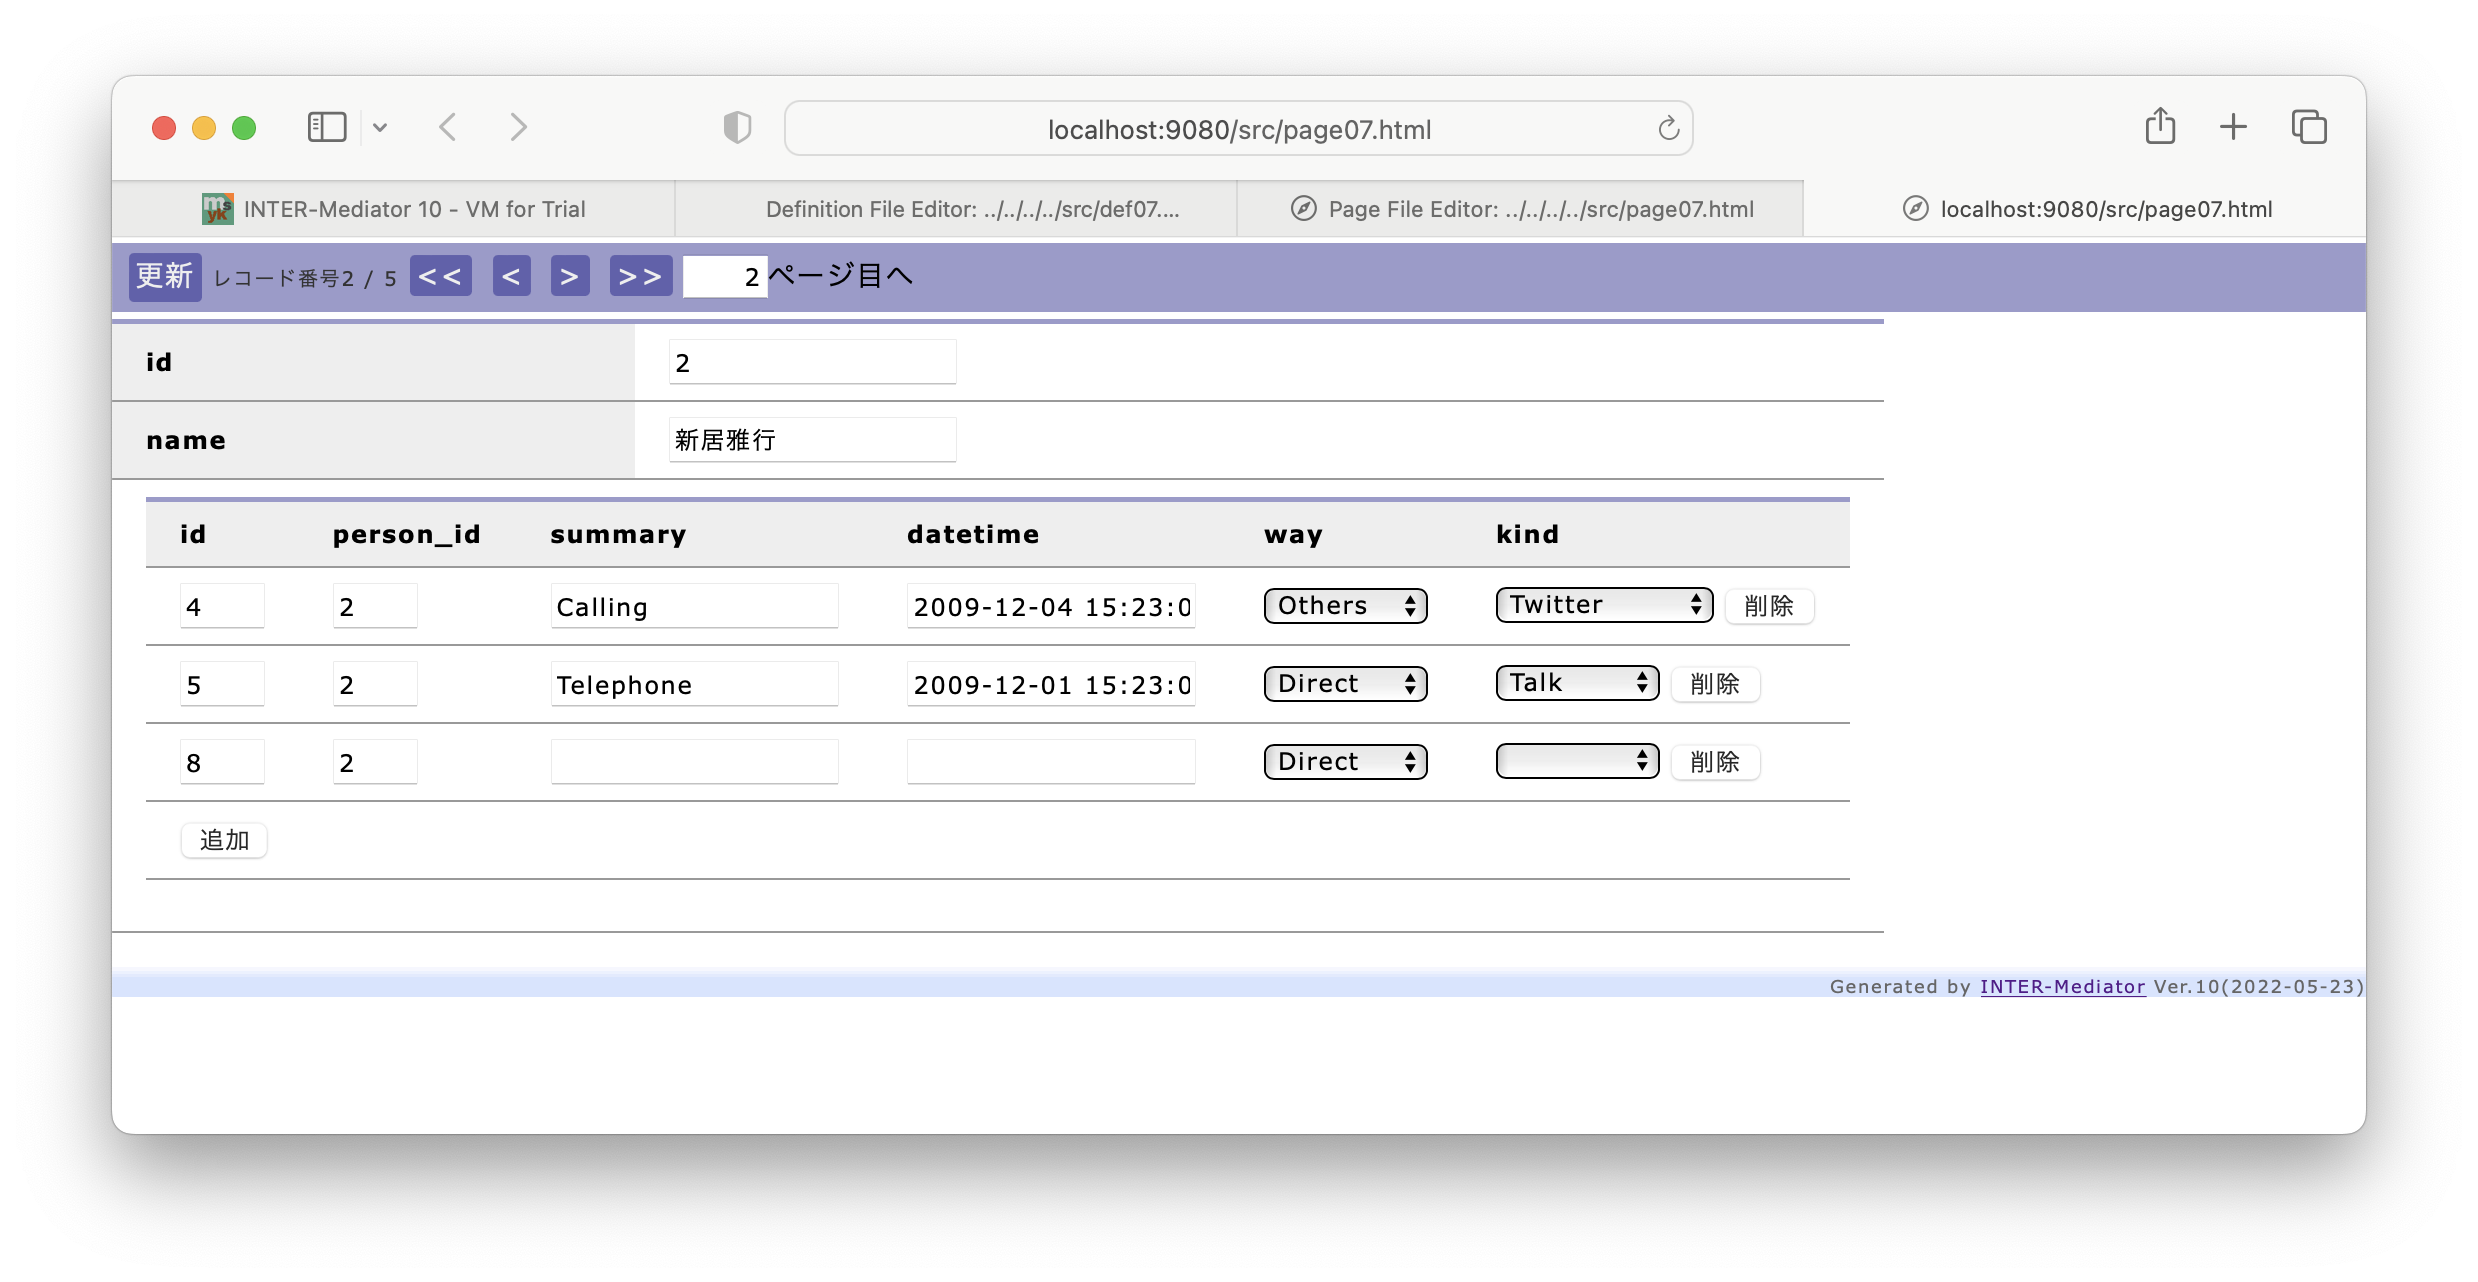 localhost:9080/src/page07.html
INTER-Mediator 10 - VM for Trial
Definition File Editor: ../../../../src/def07....
Page File Editor: ../../../../src/page07.html
localhost:9080/src/page07.html
更新 レコード番号2 / 5 << < > >> 2 ページ目へ
id 2
name 新居雅行
id person_id summary datetime way kind
4 2 Calling 2009-12-04 15:23:0 Others Twitter 削除
5 2 Telephone 2009-12-01 15:23:0 Direct Talk 削除
8 2 Direct 削除
追加
Generated by INTER-Mediator Ver.10(2022-05-23)